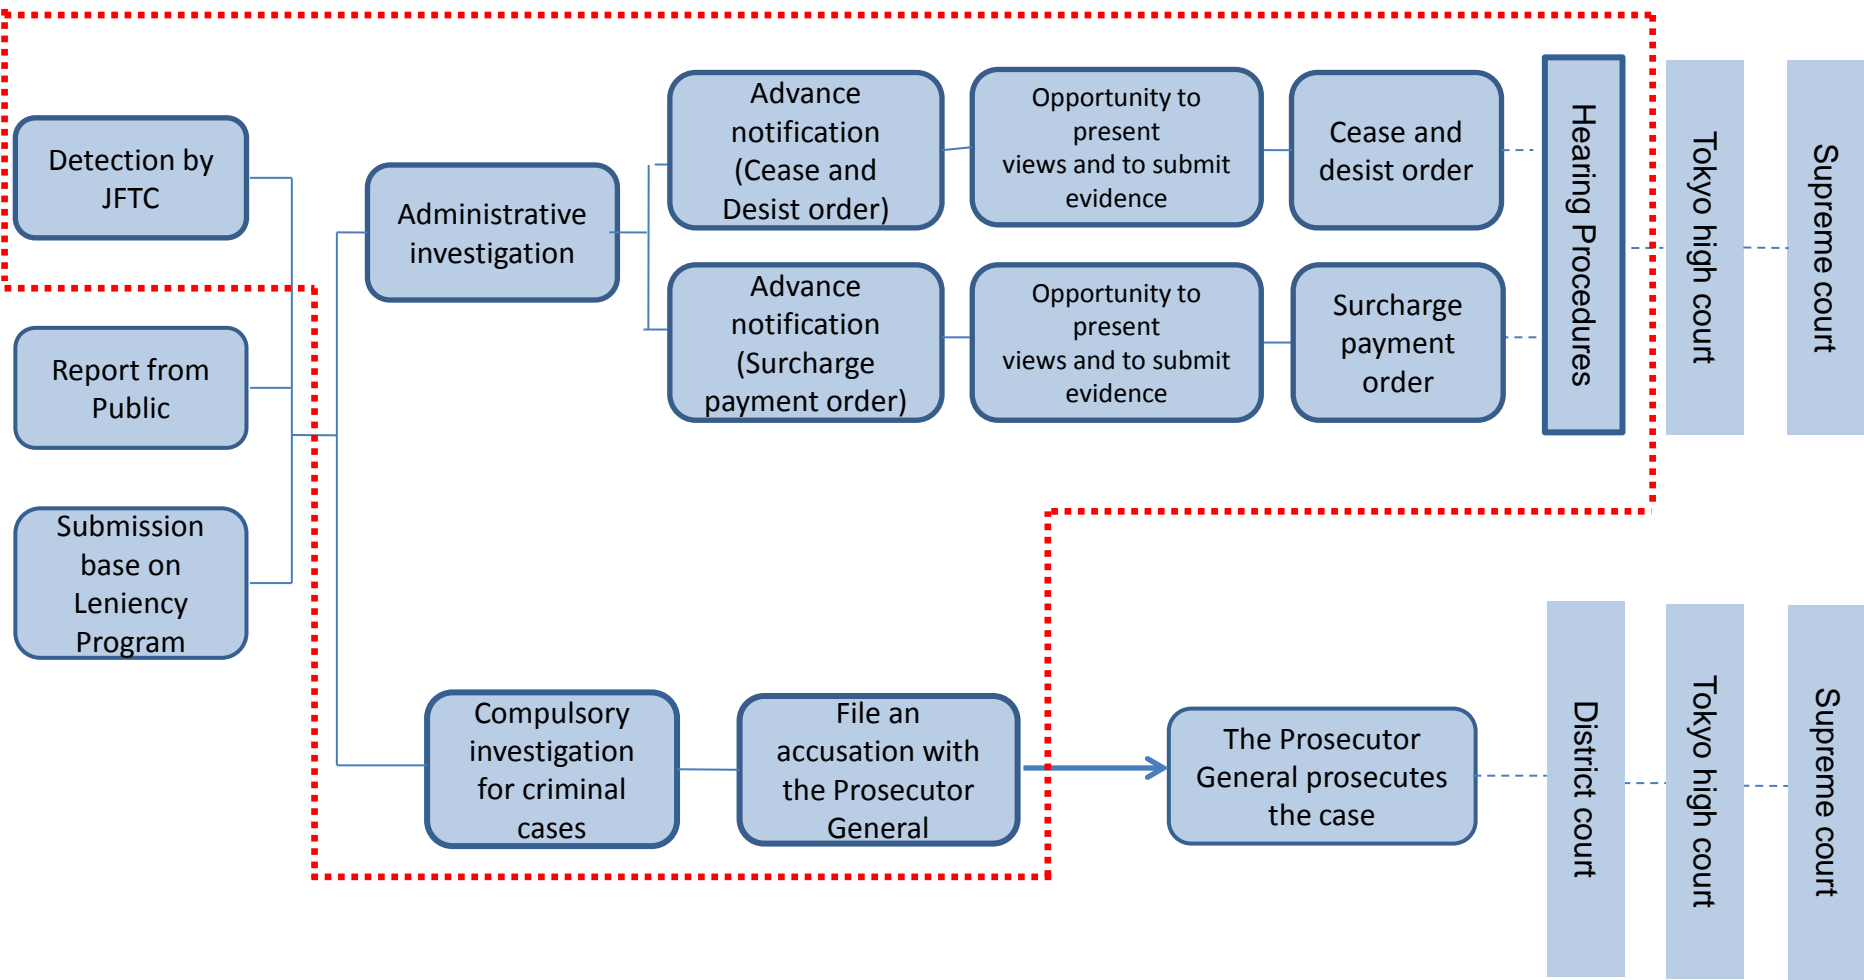 Detection by
JFTC
Report from
Public
Submission
base on
Leniency
Program
Administrative
investigation
Advance
notification
(Cease and
Desist order)
Opportunity to
present
views and to submit
evidence
Cease and
desist order
Advance
notification
(Surcharge
payment order)
Opportunity to
present
views and to submit
evidence
Surcharge
payment
order
Hearing Procedures
Tokyo high court
Supreme court
Compulsory
investigation
for criminal
cases
File an
accusation with
the Prosecutor
General
The Prosecutor
General prosecutes
the case
District court
Tokyo high court
Supreme court